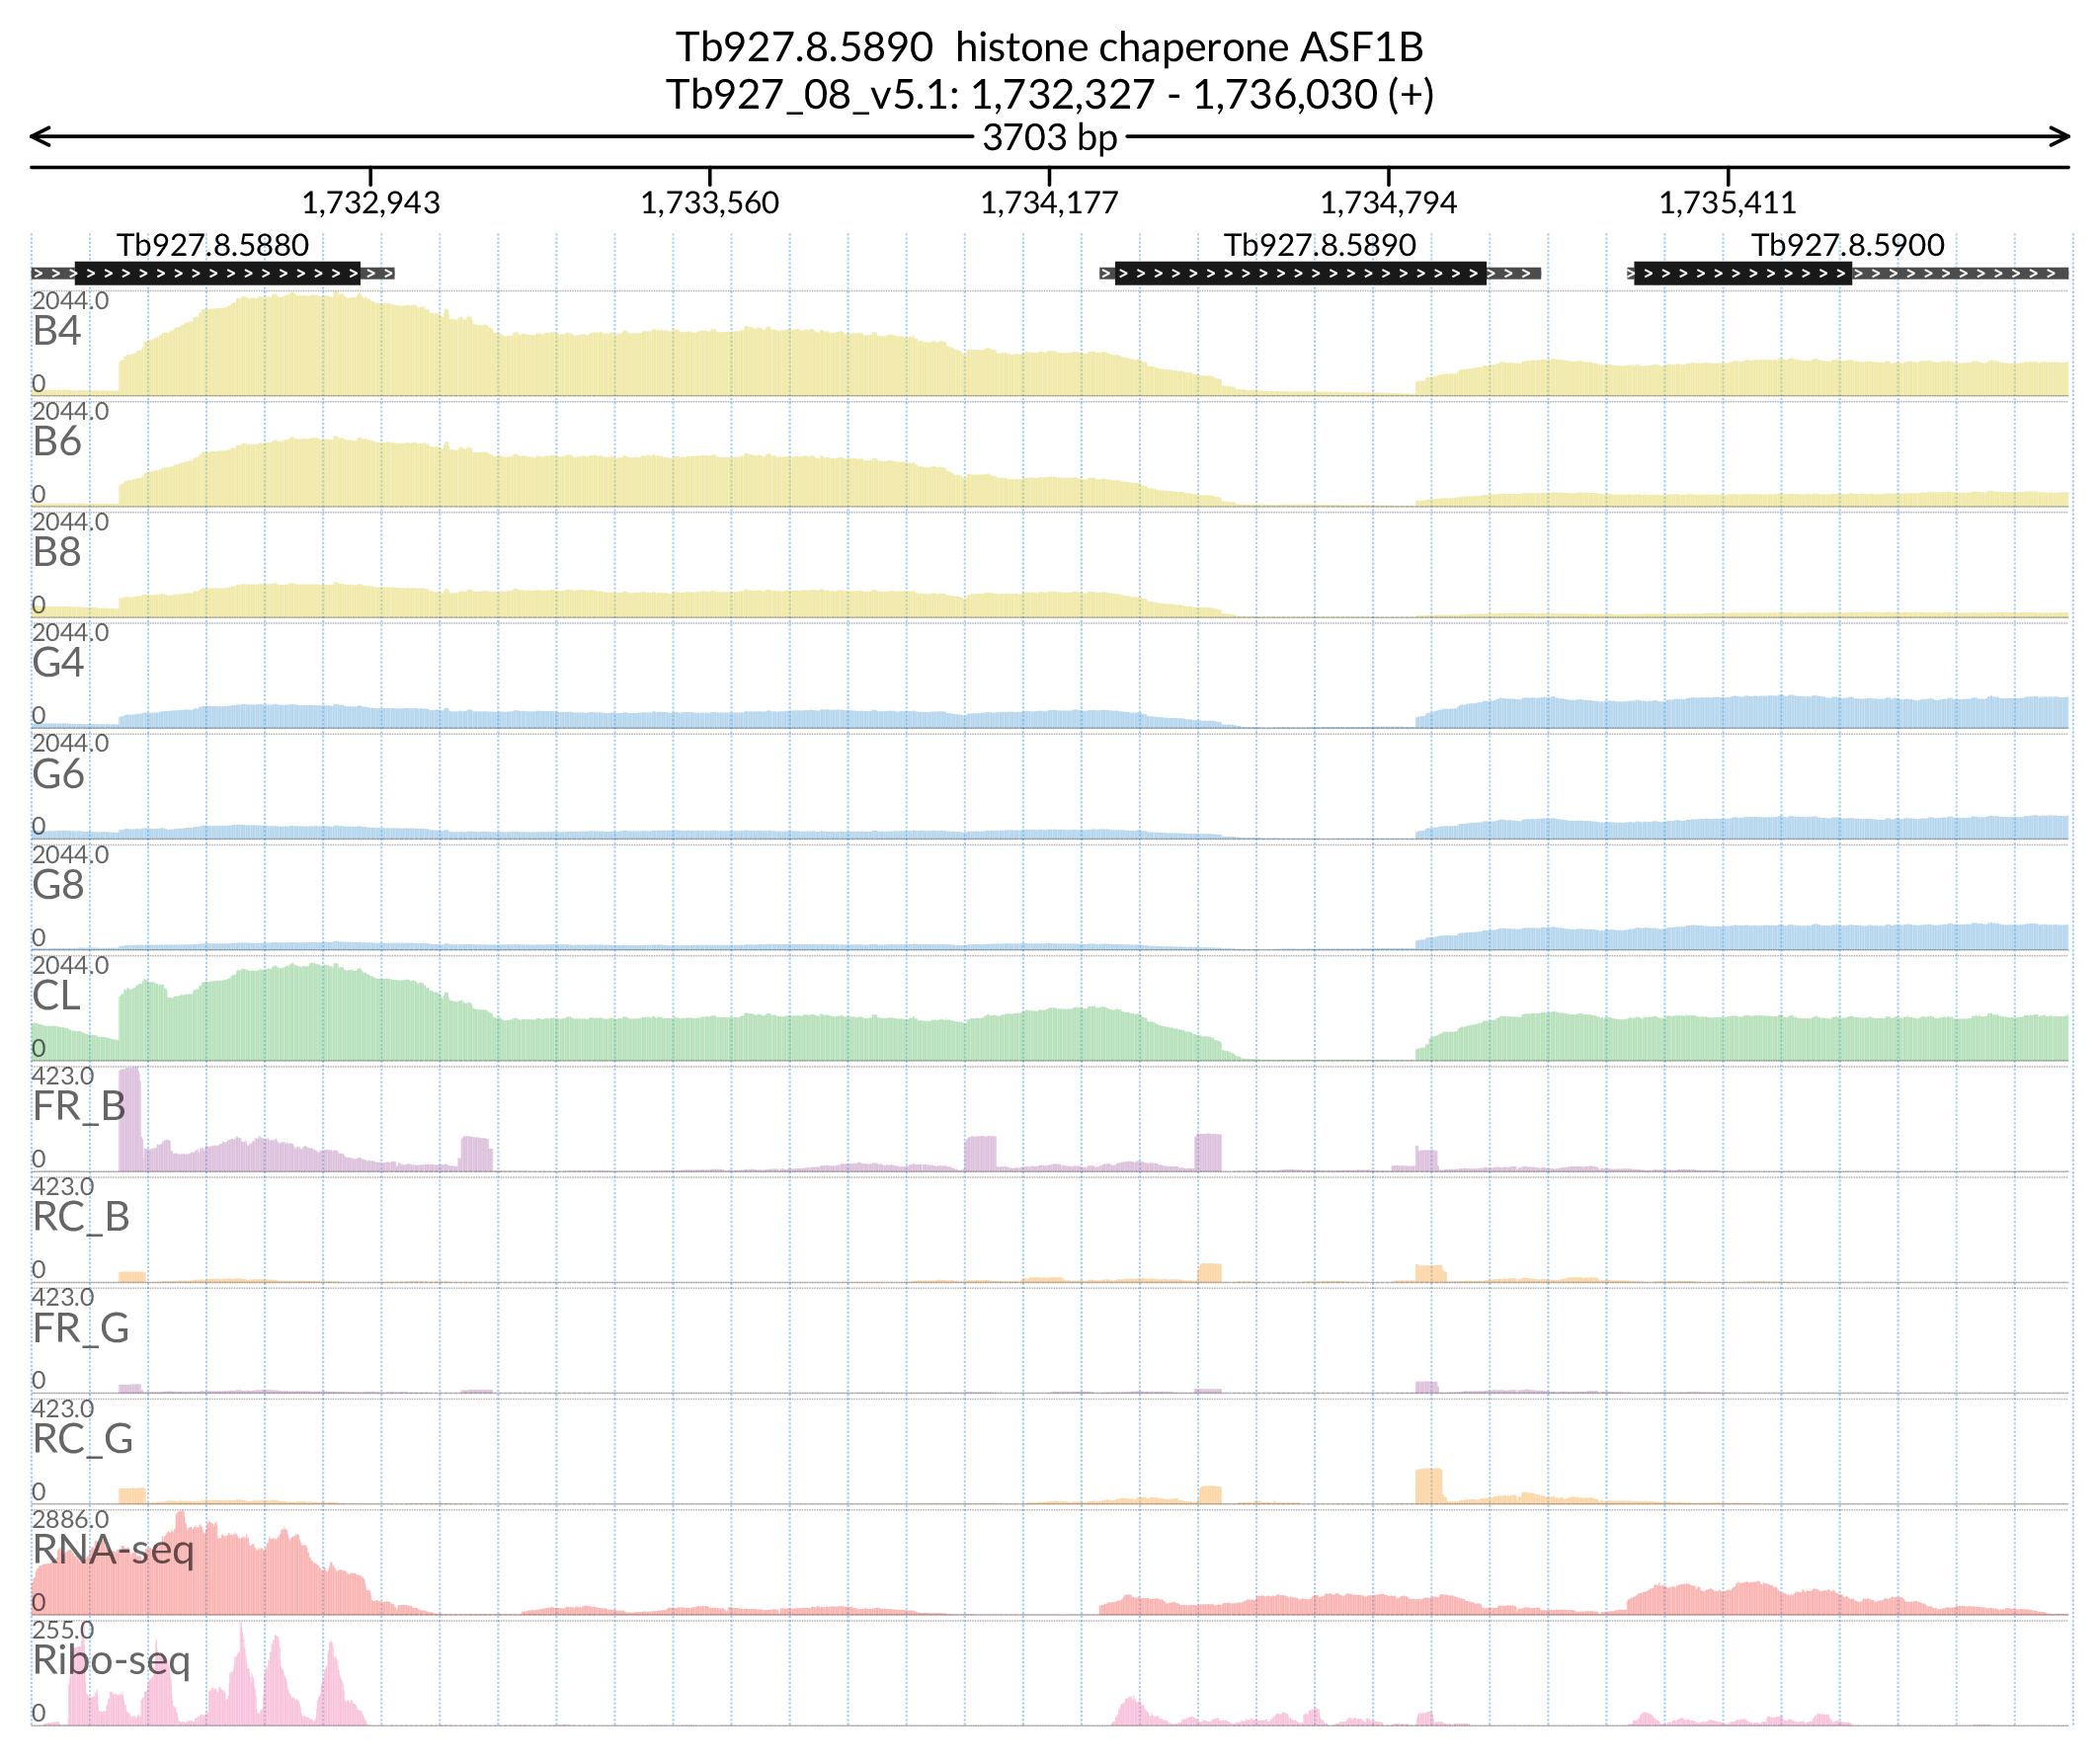 Tb927.8.5890  histone chaperone ASF1B
Tb927_08_v5.1: 1,732,327 - 1,736,030 (+)
3703 bp
1,732,943 1,733,560 1,734,177 1,734,794 1,735,411
Tb927.8.5880 Tb927.8.5890 Tb927.8.5900
2044.0
B4
0
2044.0
B6
0
2044.0
B8
0
2044.0
G4
0
2044.0
G6
0
2044.0
G8
0
2044.0
CL
0
423.0
FR_B
0
423.0
RC_B
0
423.0
FR_G
0
423.0
RC_G
0
2886.0
RNA-seq
0
255.0
Ribo-seq
0